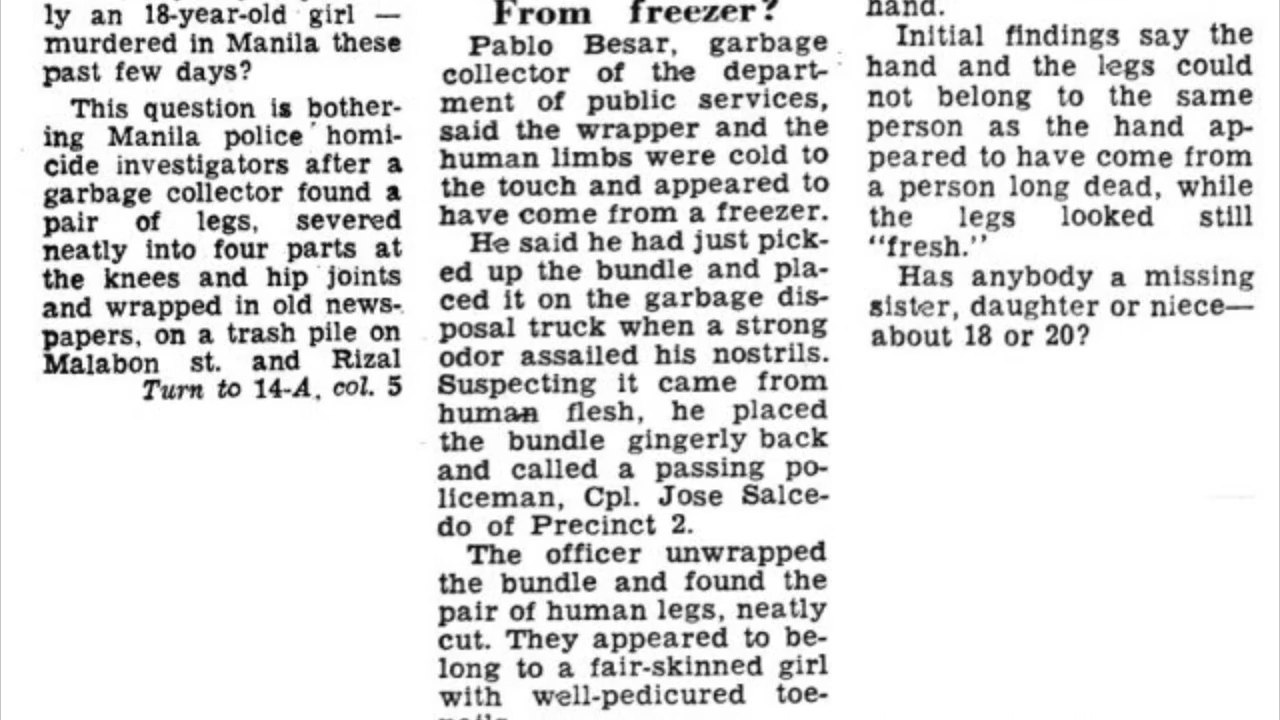 ly an 18-year-old girl —
murdered in Manila these
past few days?
This question is bother-
ing Manila police homi-
cide investigators after a
garbage collector found a
pair of legs, severed
neatly into four parts at
the knees and hip joints
and wrapped in old news-
papers, on a trash pile on
Malabon st. and Rizal
Turn to 14-A, col. 5
From freezer?
Pablo Besar, garbage
collector of the depart-
ment of public services,
said the wrapper and the
human limbs were cold to
the touch and appeared to
have come from a freezer.
He said he had just pick-
ed up the bundle and pla-
ced it on the garbage dis-
posal truck when a strong
odor assailed his nostrils.
Suspecting it came from
human flesh, he placed
the bundle gingerly back
and called a passing po-
liceman, Cpl. Jose Salce-
do of Precinct 2.
The officer unwrapped
the bundle and found the
pair of human legs, neatly
cut. They appeared to be-
long to a fair-skinned girl
with well-pedicured toe-
hand.
Initial findings say the
hand and the legs could
not belong to the same
person as the hand ap-
peared to have come from
a person long dead, while
the legs looked still
"fresh."
Has anybody a missing
sister, daughter or niece—
about 18 or 20?